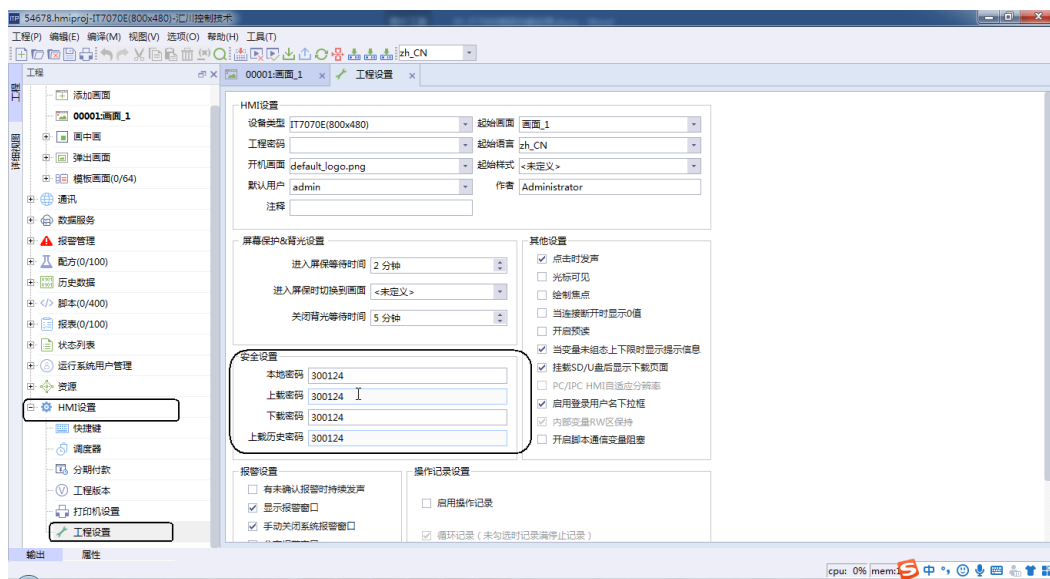 54678.hmiproj-IT7070E(800x480)-汇川控制技术
工程(P) 编辑(E) 编译(M) 视图(V) 选项(O) 帮助(H) 工具(T)
zh_CN
工程
00001:画面_1
工程设置
工程
详细视图
添加画面
00001:画面_1
画中画
弹出画面
模板画面(0/64)
通讯
数据服务
报警管理
配方(0/100)
历史数据
脚本(0/400)
报表(0/100)
状态列表
运行系统用户管理
资源
HMI设置
快捷键
调度器
分期付款
工程版本
打印机设置
工程设置
输出 属性
HMI设置
设备类型 IT7070E(800x480) 起始画面 画面_1
工程密码 起始语言 zh_CN
开机画面 default_logo.png 起始样式 <未定义>
默认用户 admin 作者 Administrator
注释
屏幕保护&背光设置
进入屏保等待时间 2 分钟
进入屏保时切换到画面 <未定义>
关闭背光等待时间 5 分钟
其他设置
点击时发声
光标可见
绘制焦点
当连接断开时显示0值
开启预读
当变量未组态上下限时显示提示信息
挂载SD/U盘后显示下载页面
PC/IPC HMI自适应分辨率
启用登录用户名下拉框
内部变量RW区保持
开启脚本通信变量阻塞
安全设置
本地密码 300124
上载密码 300124
下载密码 300124
上载历史密码 300124
报警设置
有未确认报警时持续发声
显示报警窗口
手动关闭系统报警窗口
操作记录设置
启用操作记录
循环记录（未勾选时记录满停止记录）
cpu: 0% mem:
中